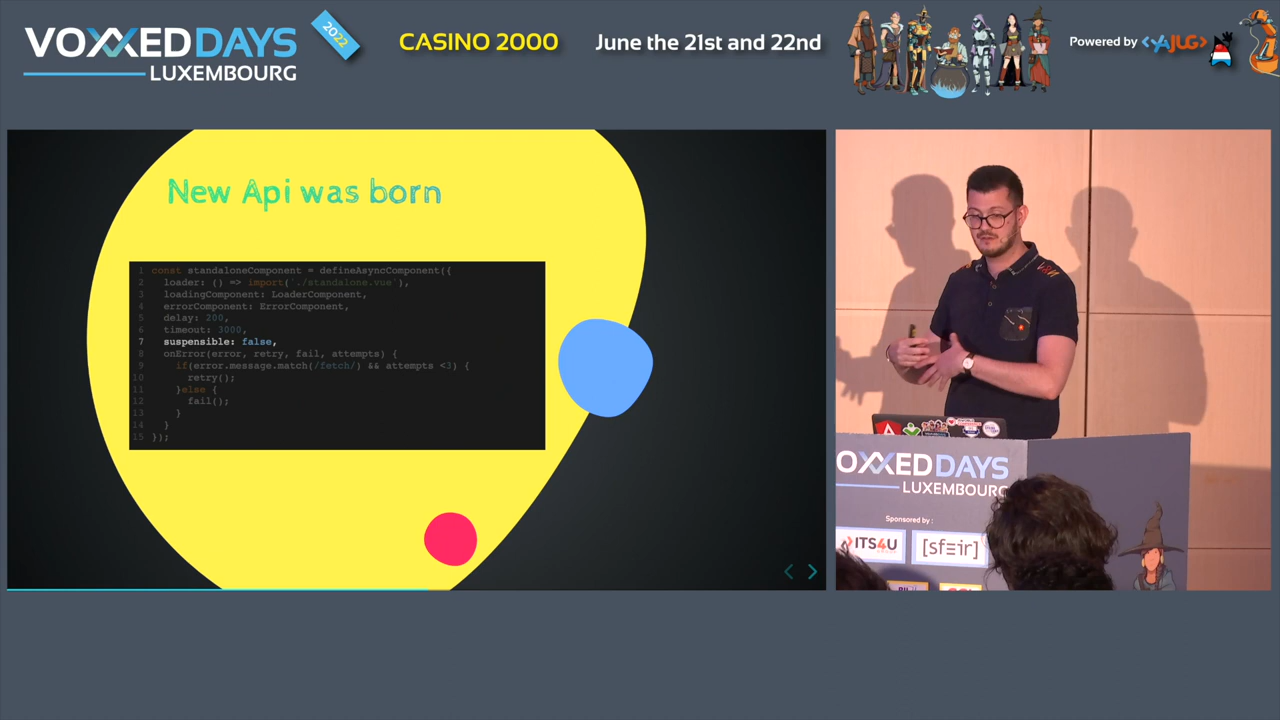 VOXXED DAYS
LUXEMBOURG
2022
CASINO 2000
June the 21st and 22nd
Powered by <YAJUG>
New Api was born
1 const standaloneComponent = defineAsyncComponent({
2 loader: () => import('./standalone.vue'),
3 loadingComponent: LoaderComponent,
4 errorComponent: ErrorComponent,
5 delay: 200,
6 timeout: 3000,
7 suspensible: false,
8 onError(error, retry, fail, attempts) {
9 if(error.message.match(/fetch/) && attempts <3) {
10 retry();
11 }else {
12 fail();
13 }
14 }
15 });
OXXED DAYS
LUXEMBOURG
Sponsored by :
ITS4U
[sfeir]